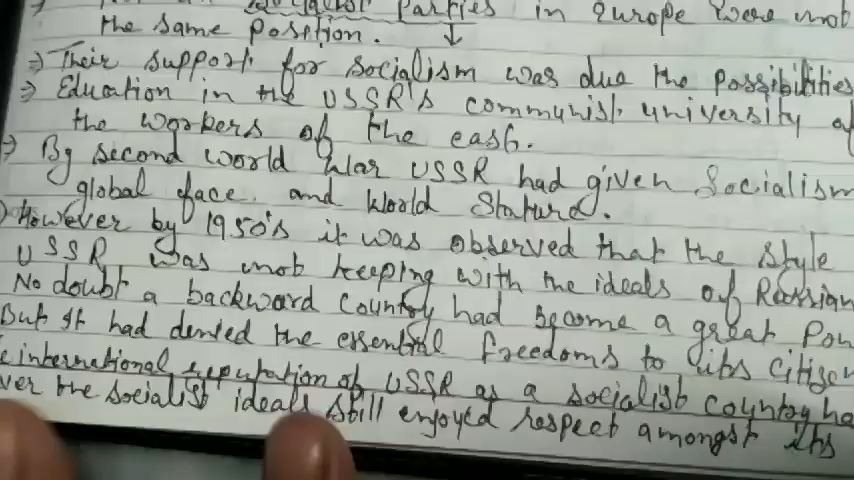 Parties in Europe were not
the same position. ↓
⇒ Their support for socialism was due the possibilities
⇒ Eduation in the USSR's communist university of
the workers of the east.
⇒ By second world War USSR had given Socialism
global face. and World Stature.
However by 1950's it was observed that the style
USSR was not keeping with the ideals of Russian
No doubt a backward country had become a great Pow
But It had denied the essential freedoms to its citizen
international reputation of USSR as a socialist country ha
ver the socialist ideals still enjoyed respect amongst its